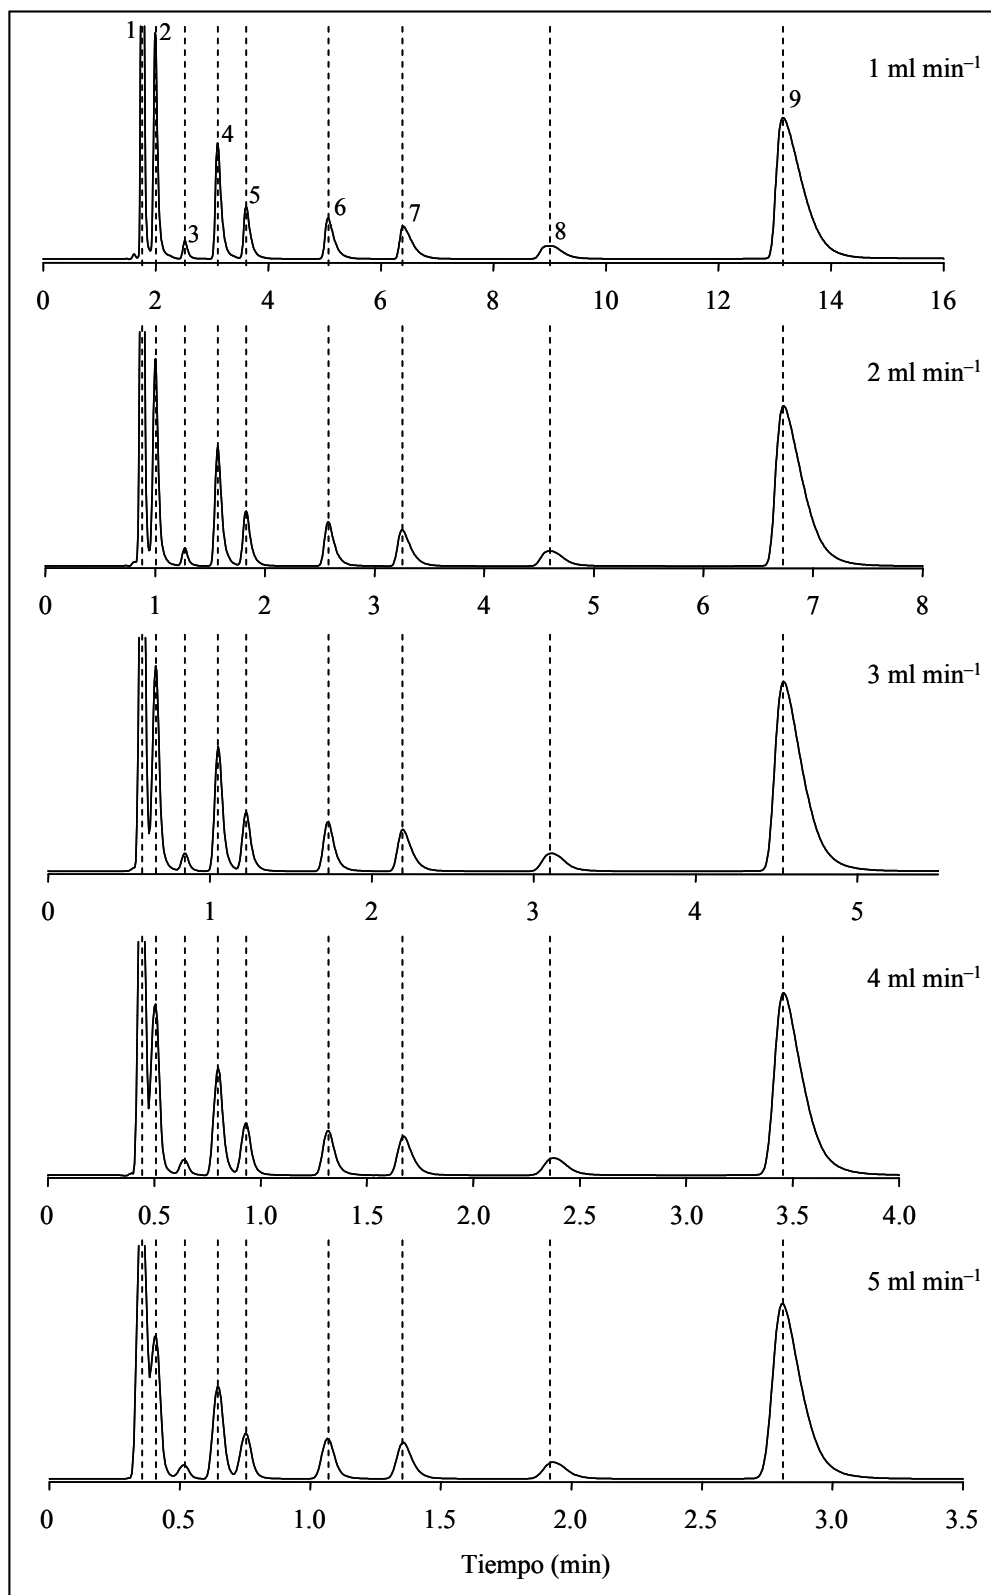 1 2
1 ml min⁻¹
9
4
5
6
7
8
3
0 2 4 6 8 10 12 14 16
2 ml min⁻¹
0 1 2 3 4 5 6 7 8
3 ml min⁻¹
0 1 2 3 4 5
4 ml min⁻¹
0 0.5 1.0 1.5 2.0 2.5 3.0 3.5 4.0
5 ml min⁻¹
0 0.5 1.0 1.5 2.0 2.5 3.0 3.5
Tiempo (min)